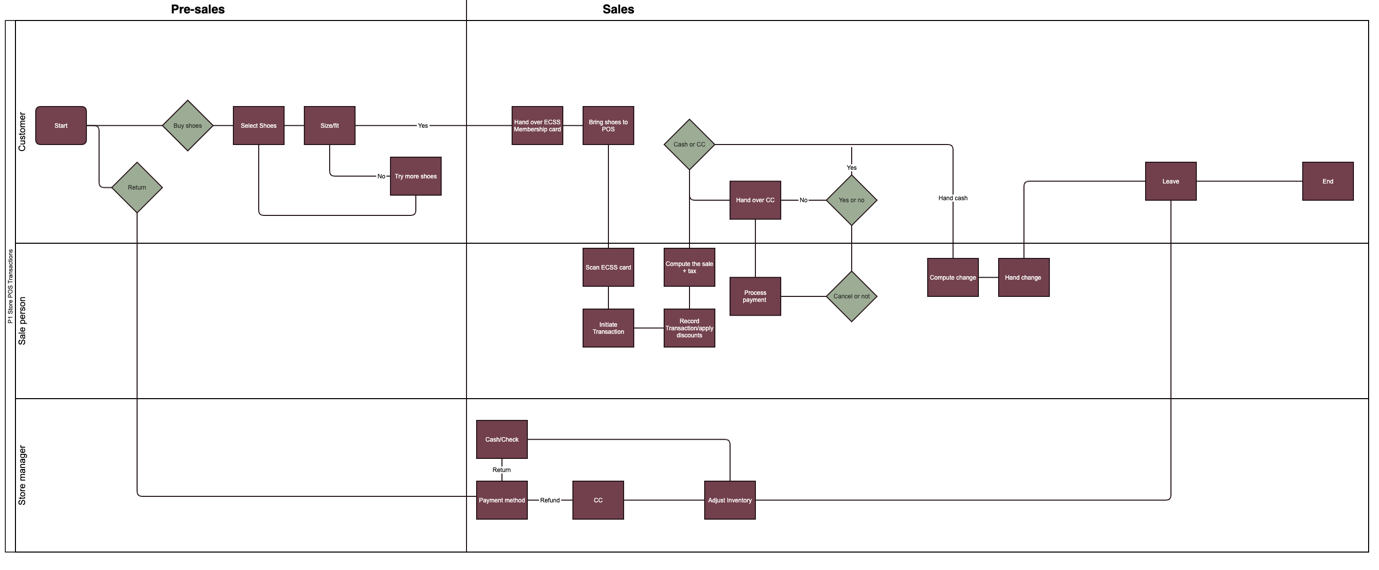 Pre-sales
Sales
P1 Store POS Transactions
Customer
Start
Buy shoes
Select Shoes
Size/fit
Yes
Hand over ECSS
Membership card
Bring shoes to
POS
Cash or CC
Return
No
Try more shoes
Hand over CC
No
Yes
Yes or no
Hand cash
Leave
End
Sale person
Scan ECSS card
Compute the sale
+ tax
Process
payment
Cancel or not
Compute change
Hand change
Initiate
Transaction
Record
Transaction/apply
discounts
Store manager
Cash/Check
Return
Payment method
Refund
CC
Adjust Inventory